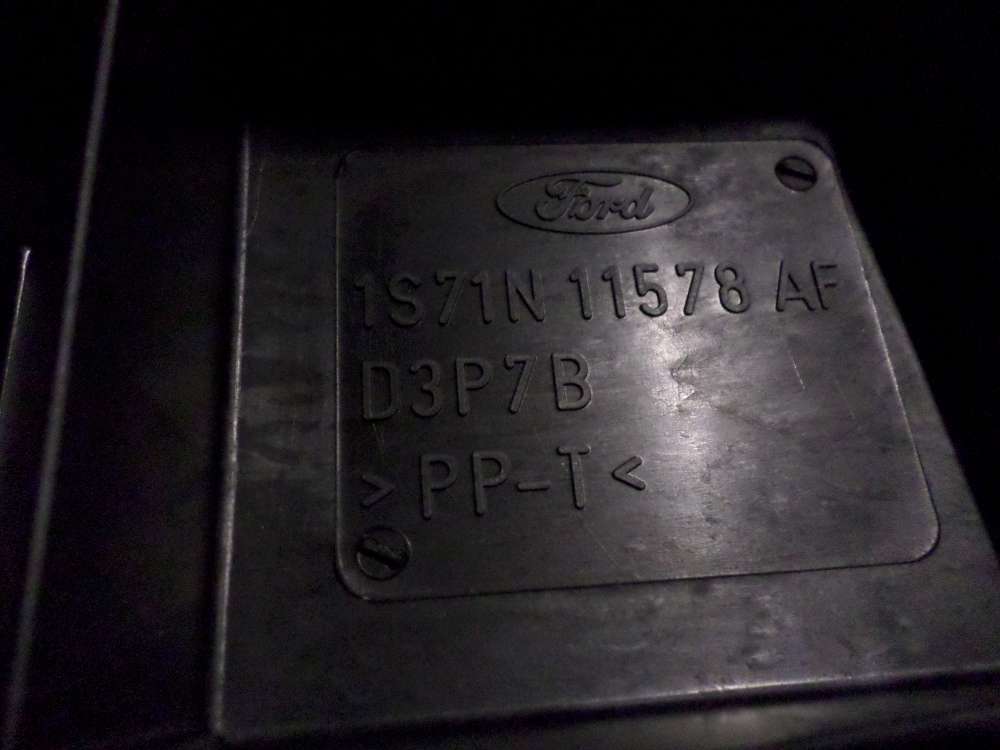 Ford
1S71N 11578 AF
D3P7B
>PP-T<